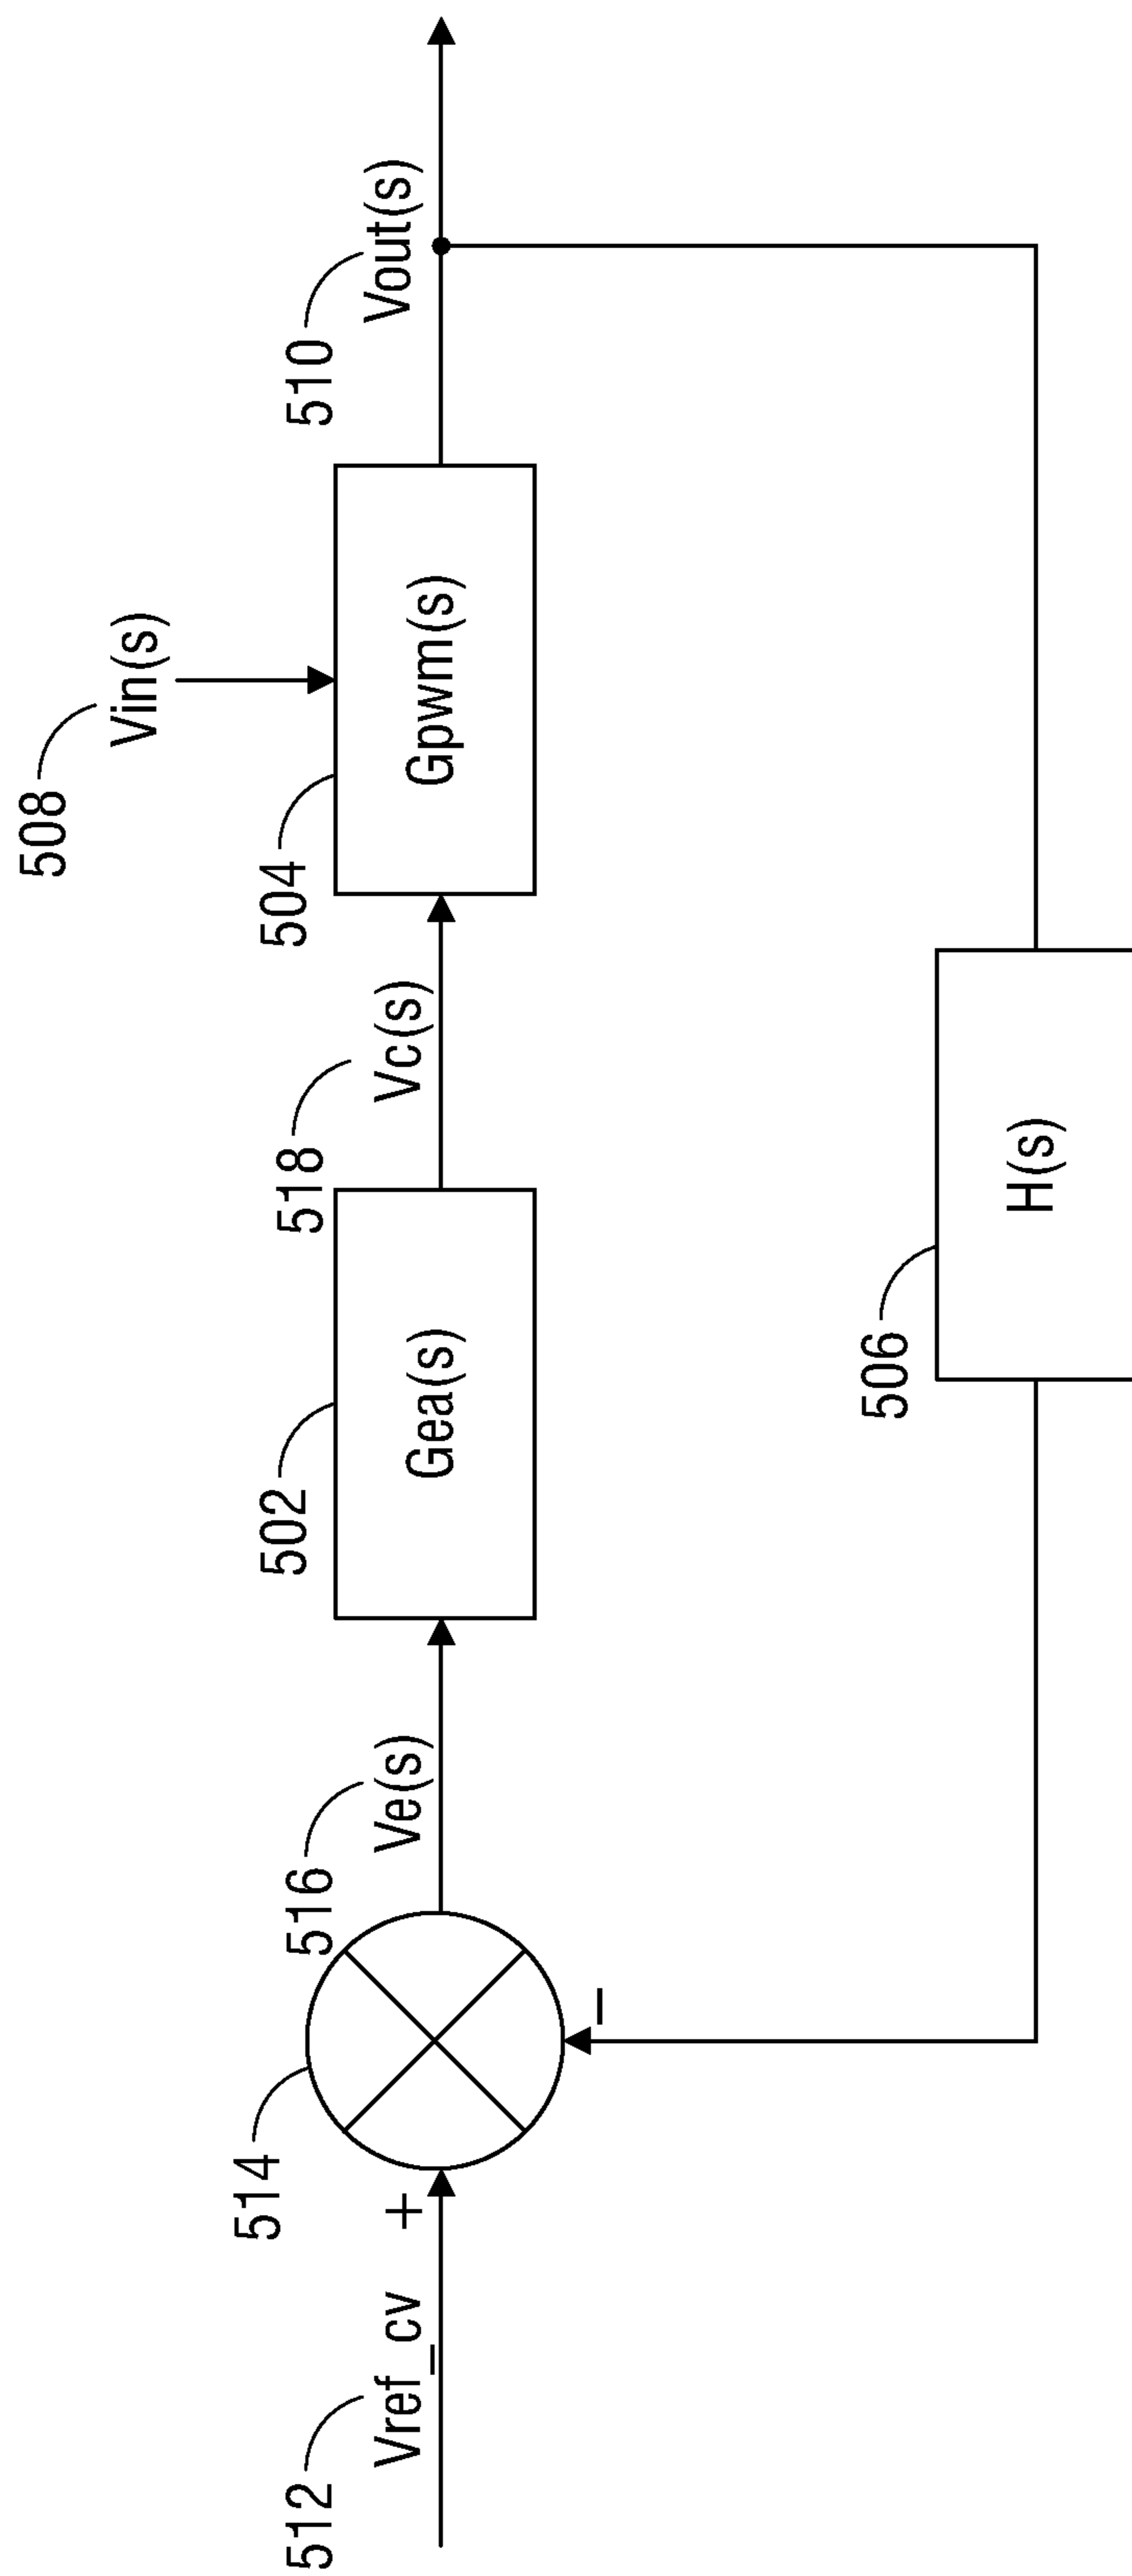 508
Vin(s)
510
Vout(s)
504
Gpwm(s)
518
Vc(s)
502
Gea(s)
516
Ve(s)
514
+
−
512
Vref_cv
506
H(s)